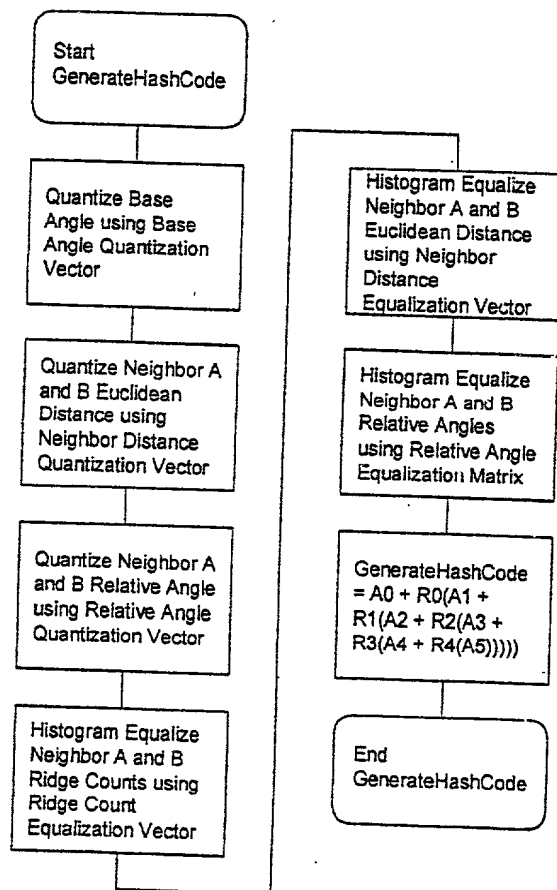 Start
GenerateHashCode
Quantize Base
Angle using Base
Angle Quantization
Vector
Quantize Neighbor A
and B Euclidean
Distance using
Neighbor Distance
Quantization Vector
Quantize Neighbor A
and B Relative Angle
using Relative Angle
Quantization Vector
Histogram Equalize
Neighbor A and B
Ridge Counts using
Ridge Count
Equalization Vector
Histogram Equalize
Neighbor A and B
Euclidean Distance
using Neighbor
Distance
Equalization Vector
Histogram Equalize
Neighbor A and B
Relative Angles
using Relative Angle
Equalization Matrix
GenerateHashCode
= A0 + R0(A1 +
R1(A2 + R2(A3 +
R3(A4 + R4(A5)))))
End
GenerateHashCode